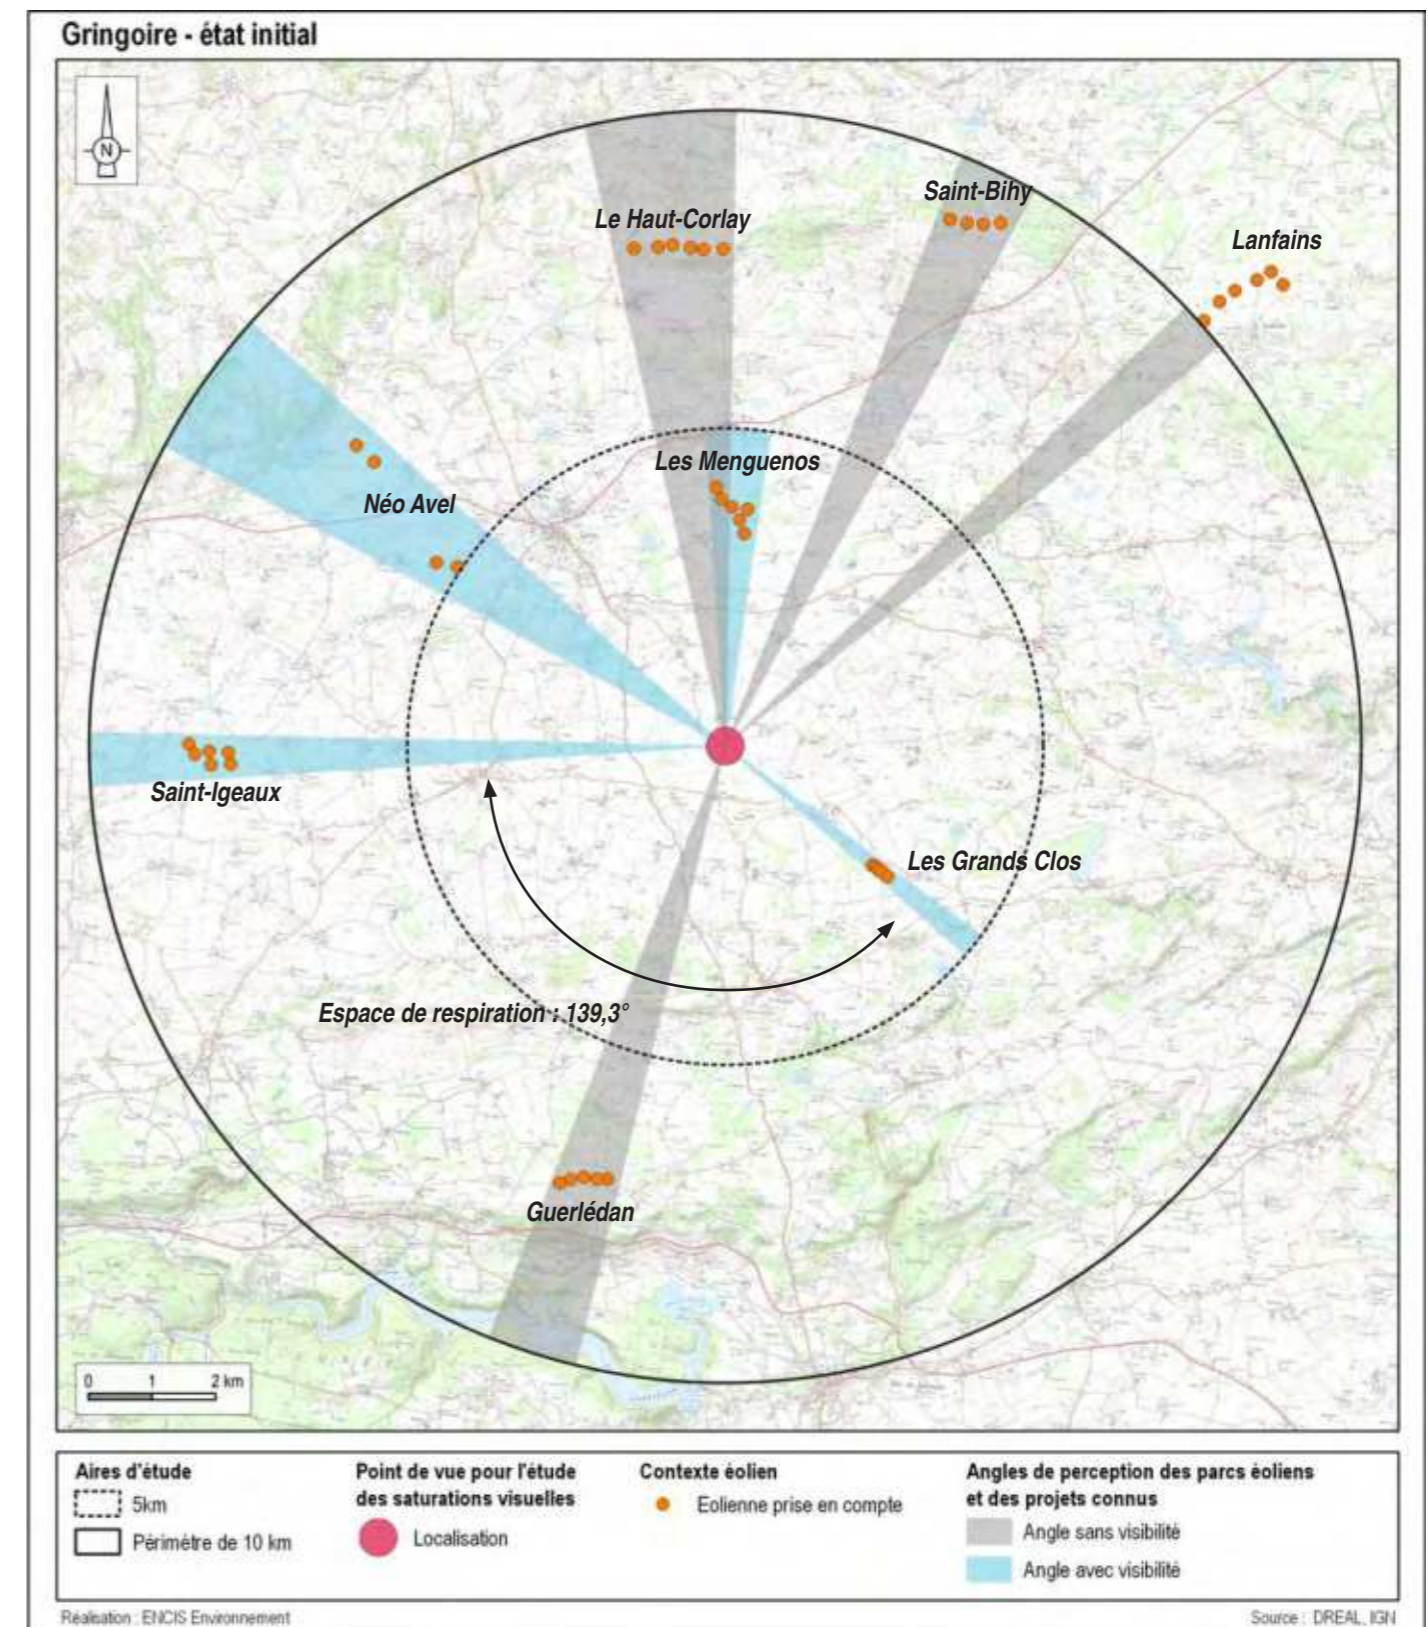 Gringoire - état initial
N
Saint-Bihy
Le Haut-Corlay
Lanfains
Les Menguenos
Néo Avel
Saint-Igeaux
Les Grands Clos
Espace de respiration : 139,3°
Guerlédan
0 1 2 km
Aires d'étude
5km
Périmètre de 10 km
Point de vue pour l'étude
des saturations visuelles
Localisation
Contexte éolien
Eolienne prise en compte
Angles de perception des parcs éoliens
et des projets connus
Angle sans visibilité
Angle avec visibilité
Réalisation : ENCIS Environnement
Source : DREAL, IGN